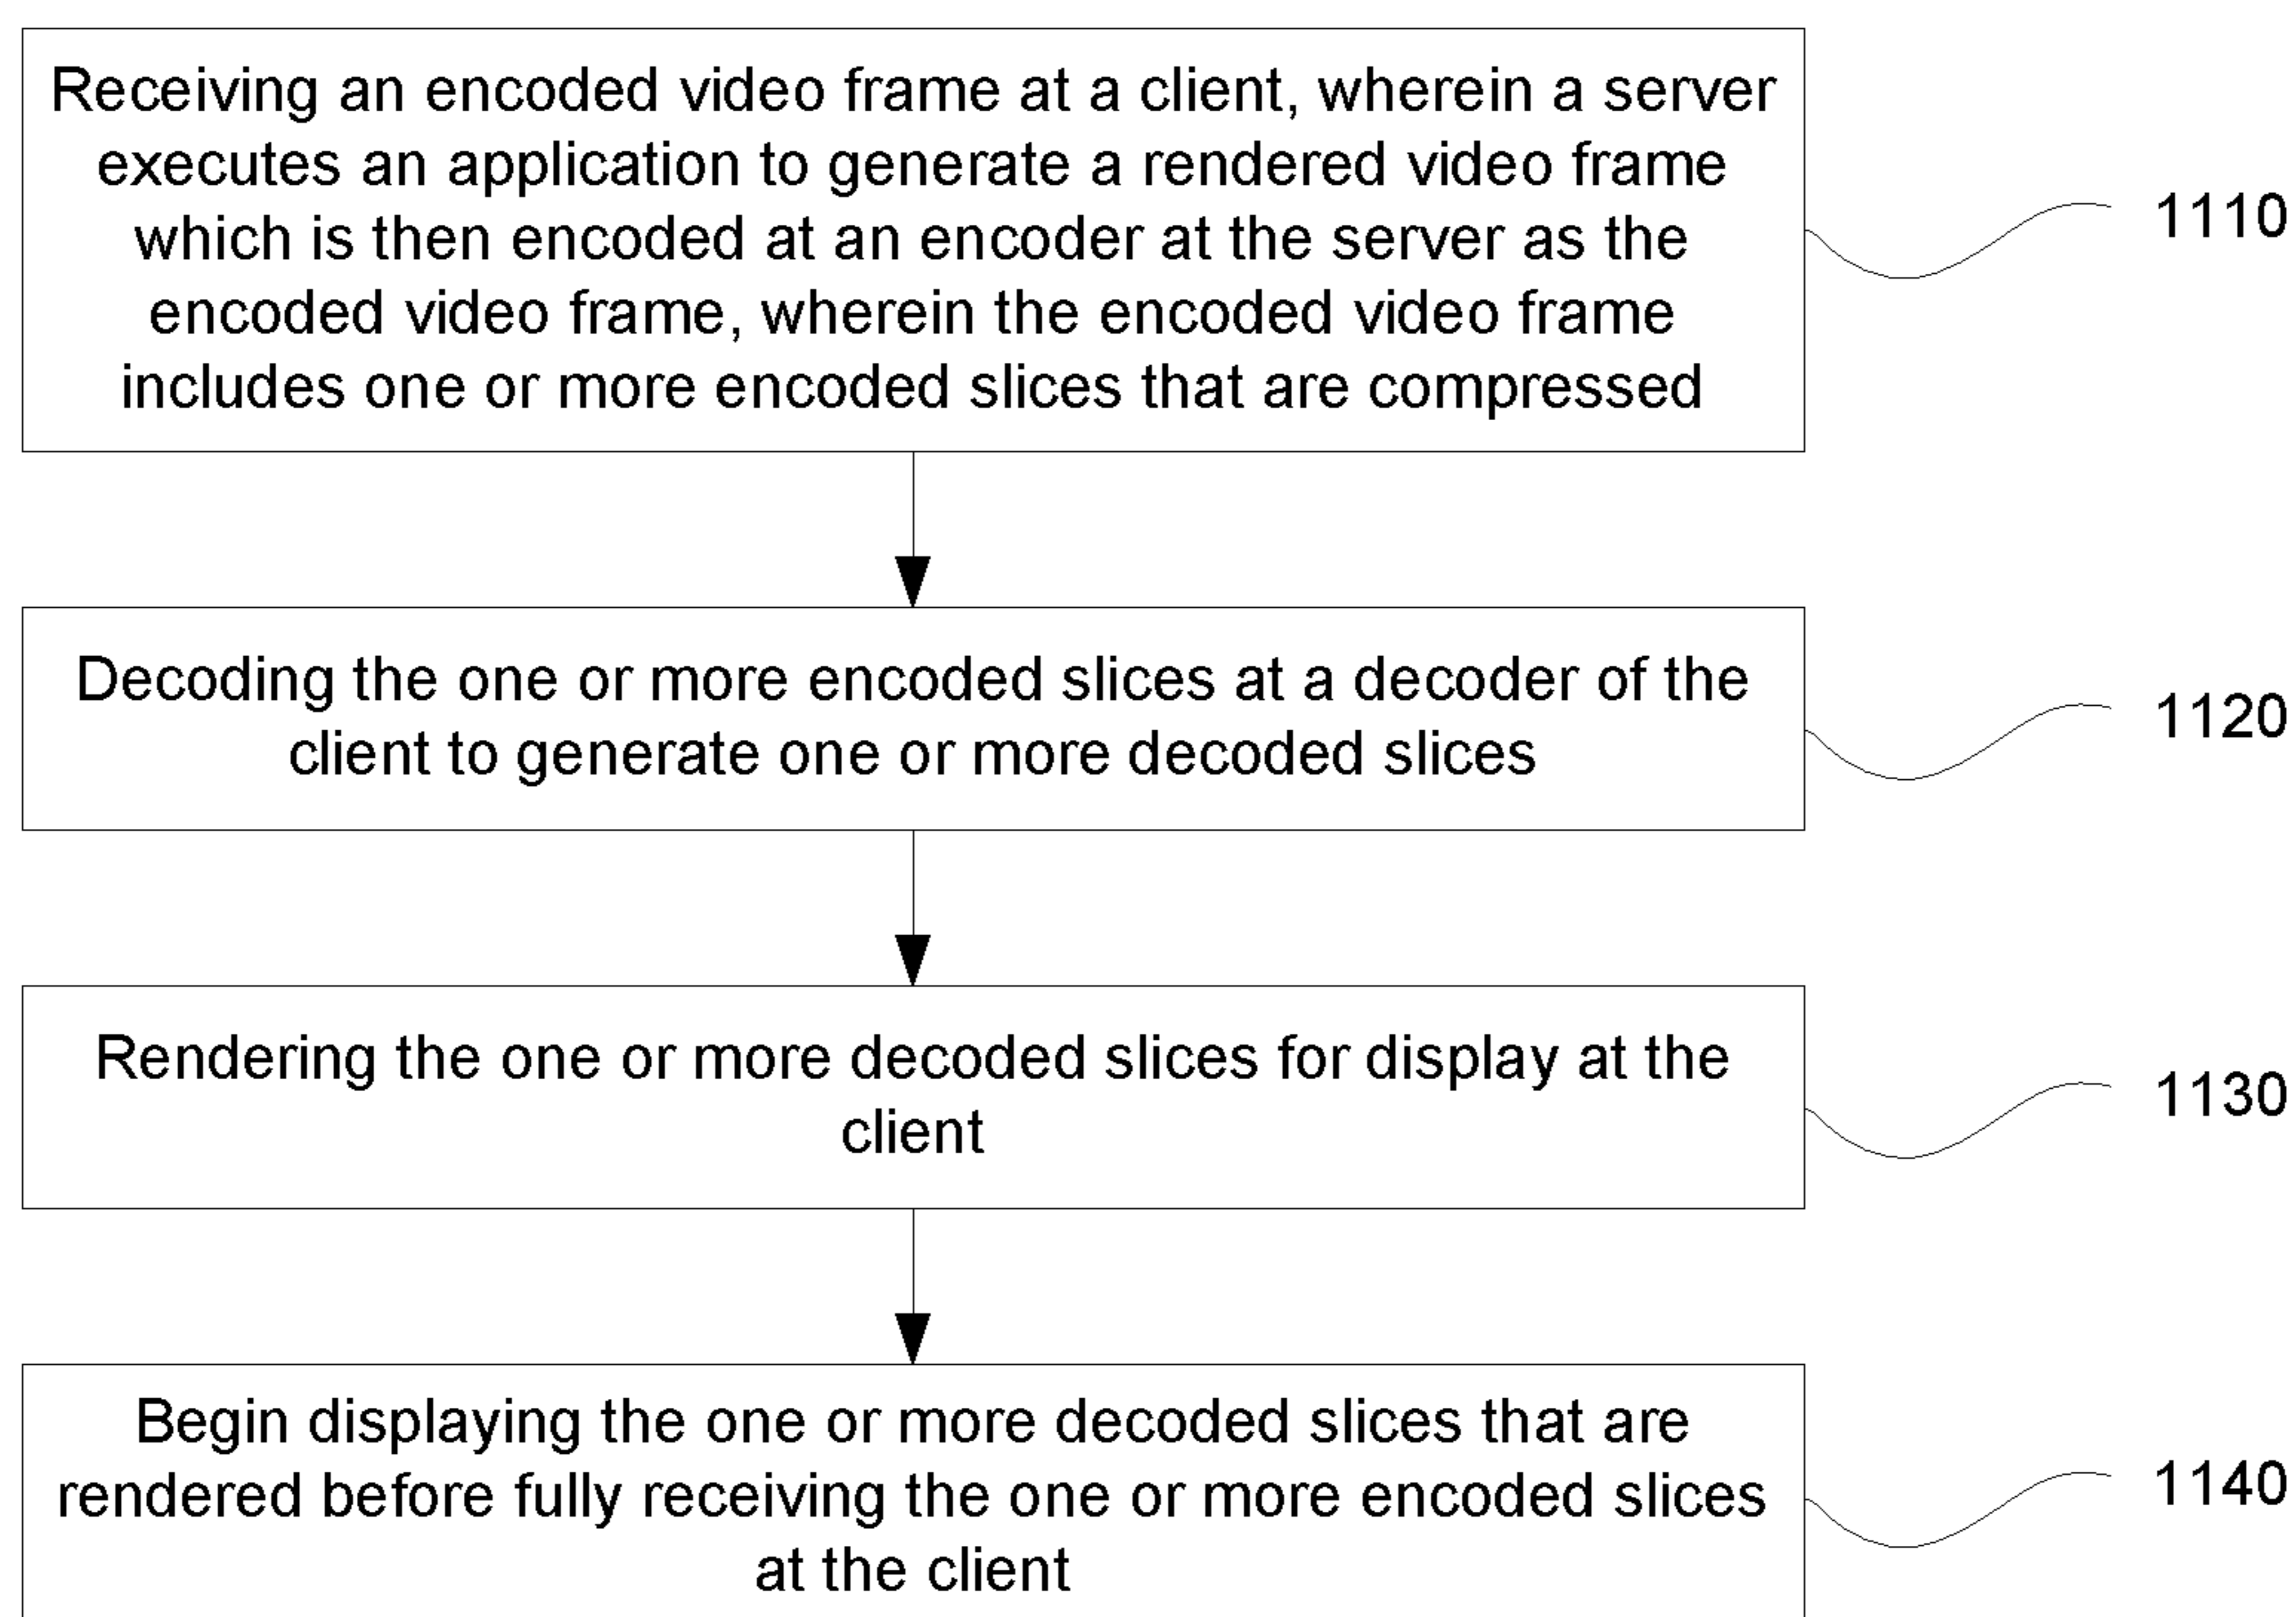 Receiving an encoded video frame at a client, wherein a server
executes an application to generate a rendered video frame
which is then encoded at an encoder at the server as the
encoded video frame, wherein the encoded video frame
includes one or more encoded slices that are compressed
1110
Decoding the one or more encoded slices at a decoder of the
client to generate one or more decoded slices
1120
Rendering the one or more decoded slices for display at the
client
1130
Begin displaying the one or more decoded slices that are
rendered before fully receiving the one or more encoded slices
at the client
1140